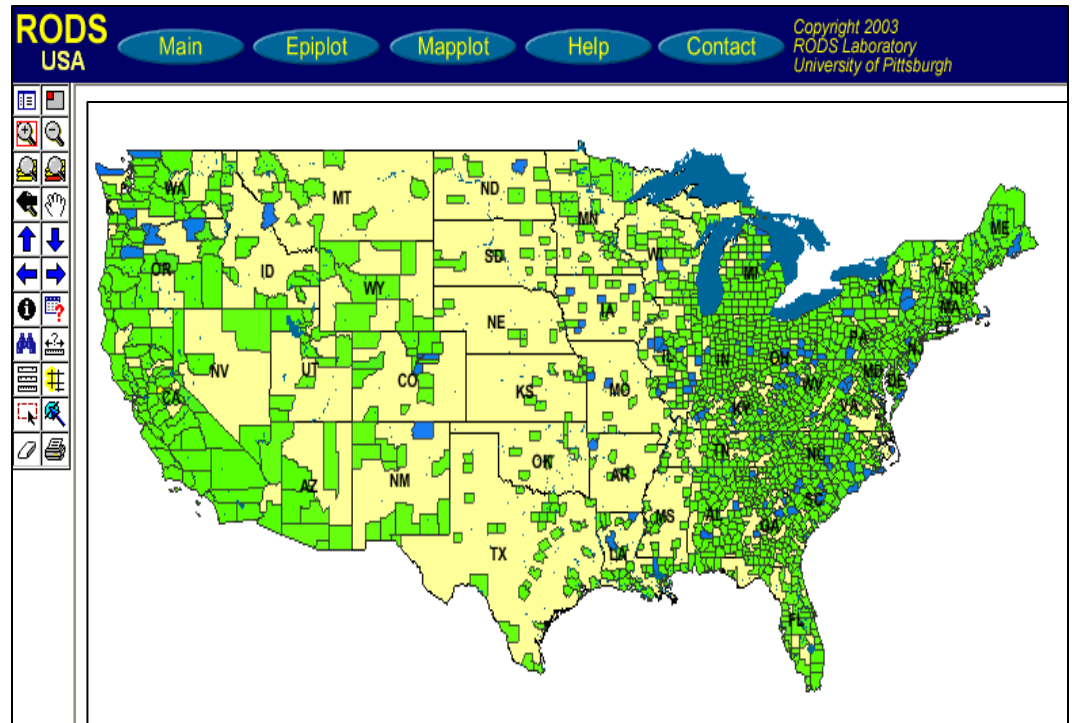 RODS
USA
Main
Epiplot
Mapplot
Help
Contact
Copyright 2003
RODS Laboratory
University of Pittsburgh
WA
MT
ND
MN
ME
OR
ID
SD
WI
MI
VT
NH
WY
NY
MA
CT
NE
IA
PA
NJ
NV
UT
CO
IL
IN
OH
MD
DE
CA
KS
MO
WV
VA
KY
AZ
NM
OK
AR
TN
NC
SC
TX
LA
MS
AL
GA
FL